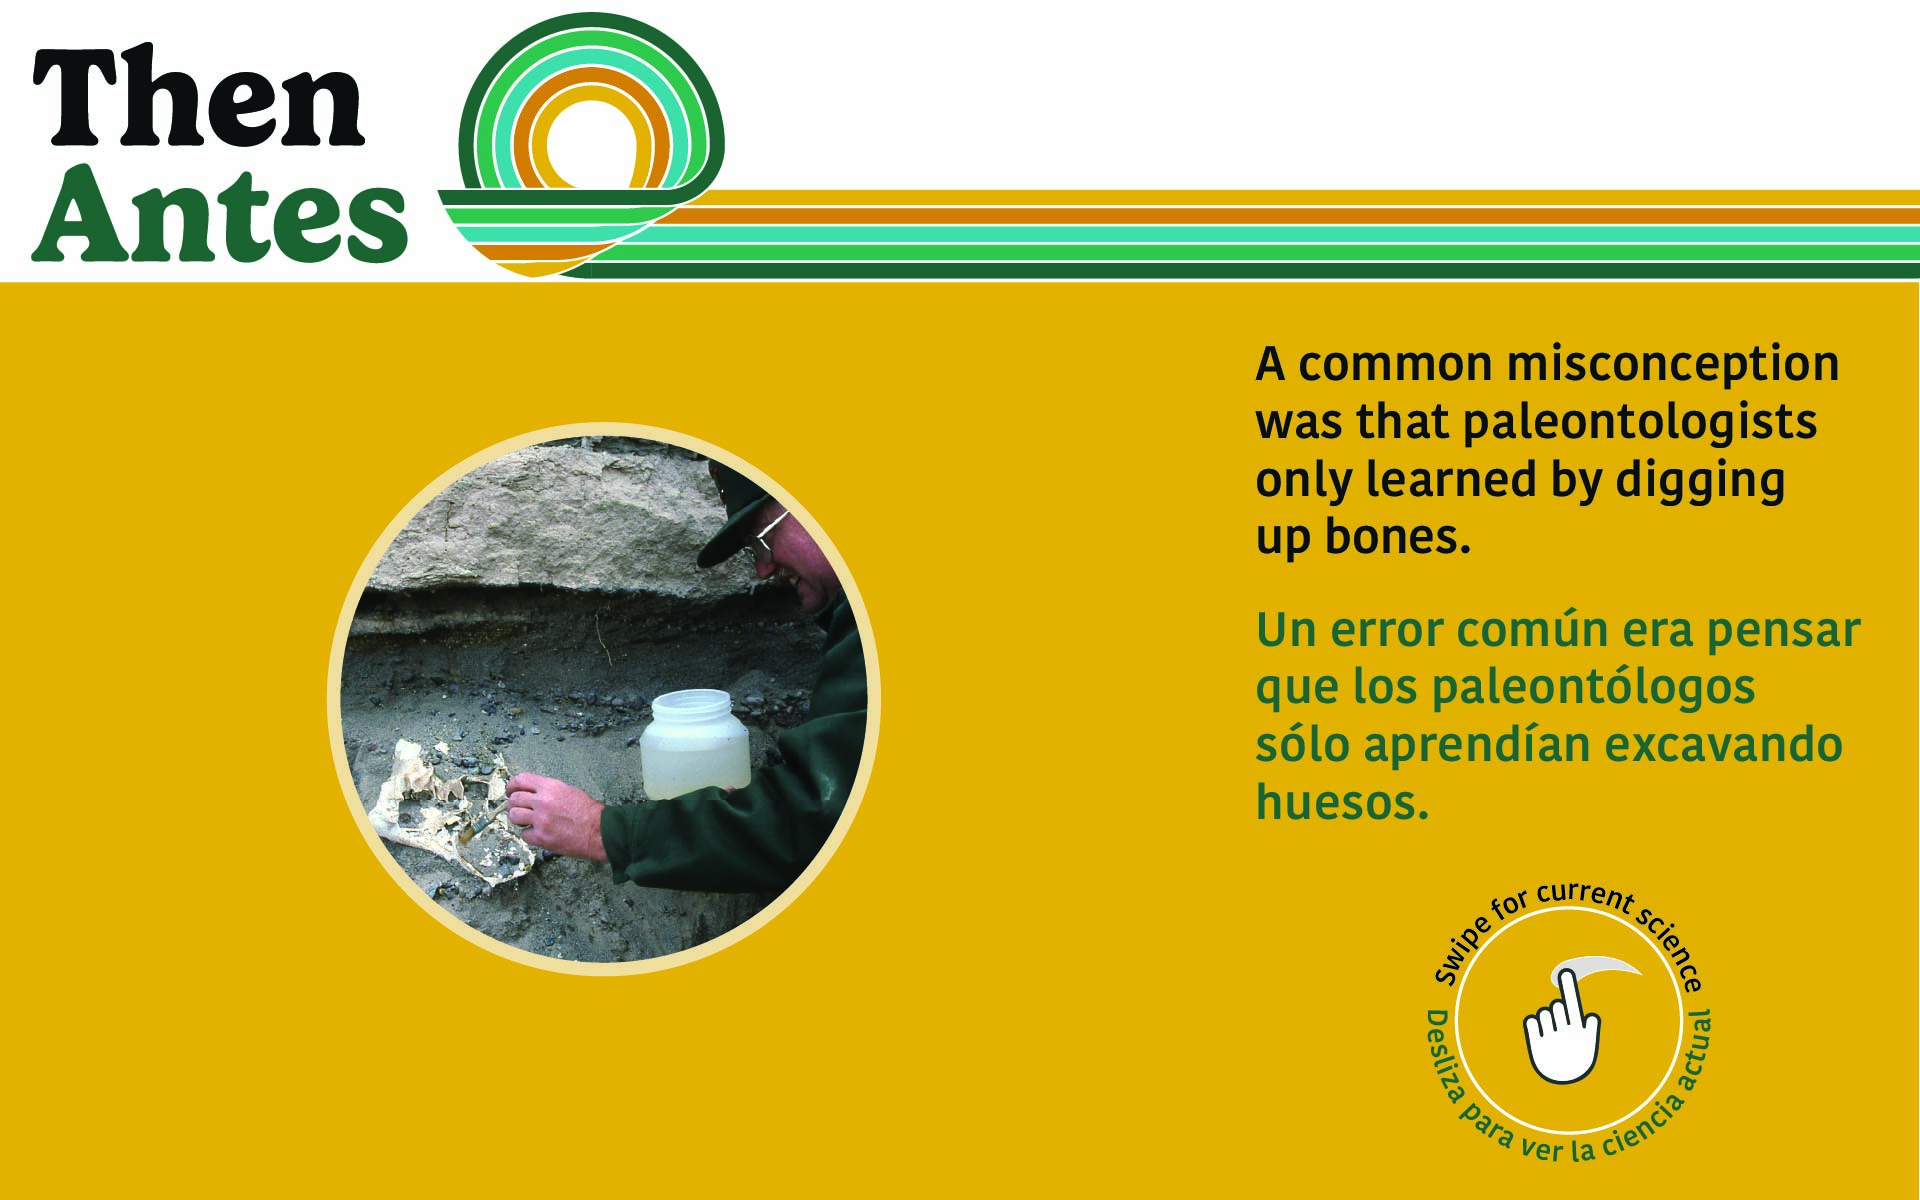 Then
Antes
A common misconception
was that paleontologists
only learned by digging
up bones.
Un error común era pensar
que los paleontólogos
sólo aprendían excavando
huesos.
Swipe for current science
Desliza para ver la ciencia actual